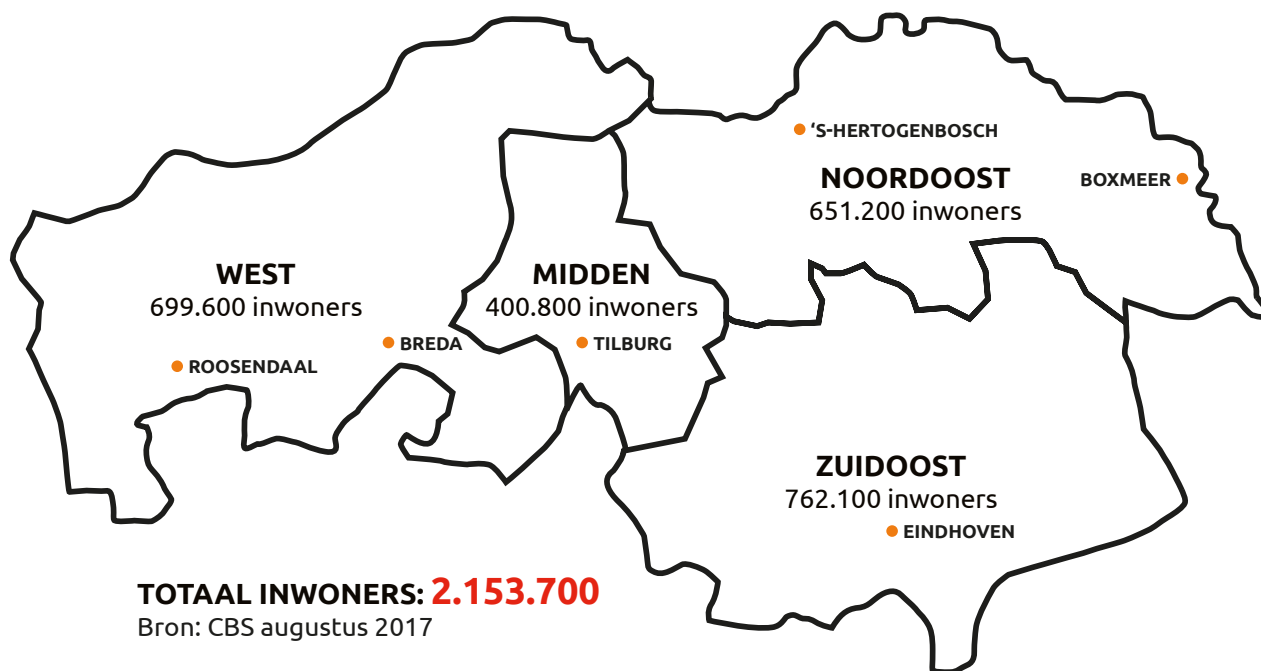 ‘S-HERTOGENBOSCH
NOORDOOST
651.200 inwoners
BOXMEER
WEST
699.600 inwoners
BREDA
ROOSENDAAL
MIDDEN
400.800 inwoners
TILBURG
ZUIDOOST
762.100 inwoners
EINDHOVEN
TOTAAL INWONERS: 2.153.700
Bron: CBS augustus 2017